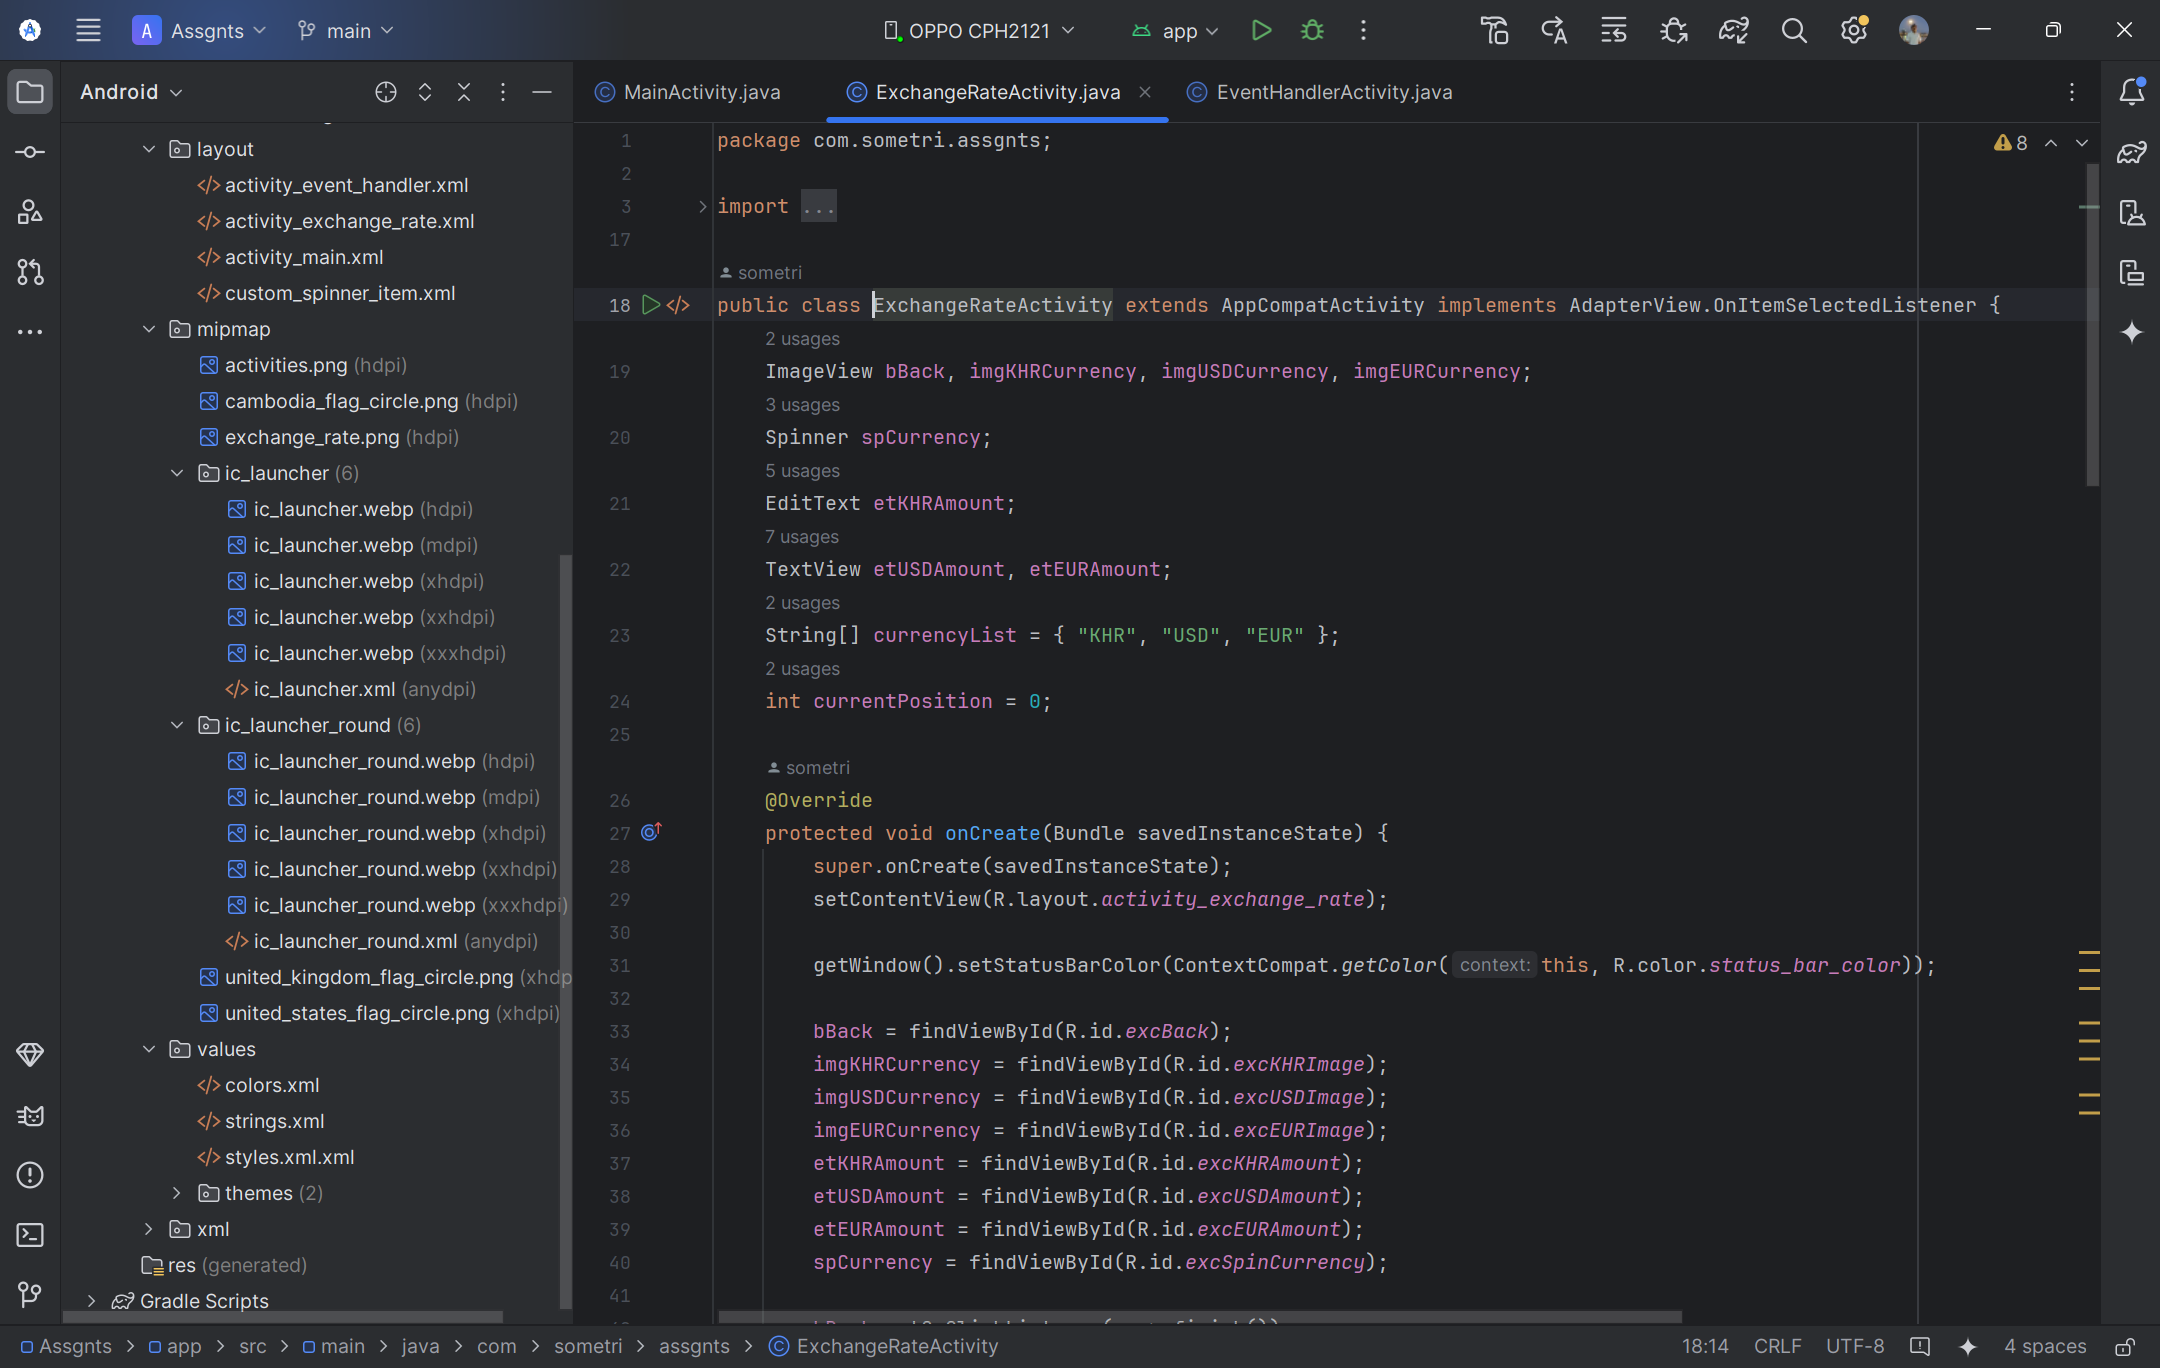 A Assgnts main OPPO CPH2121 app
Android
MainActivity.java ExchangeRateActivity.java EventHandlerActivity.java
layout
activity_event_handler.xml
activity_exchange_rate.xml
activity_main.xml
custom_spinner_item.xml
mipmap
activities.png (hdpi)
cambodia_flag_circle.png (hdpi)
exchange_rate.png (hdpi)
ic_launcher (6)
ic_launcher.webp (hdpi)
ic_launcher.webp (mdpi)
ic_launcher.webp (xhdpi)
ic_launcher.webp (xxhdpi)
ic_launcher.webp (xxxhdpi)
ic_launcher.xml (anydpi)
ic_launcher_round (6)
ic_launcher_round.webp (hdpi)
ic_launcher_round.webp (mdpi)
ic_launcher_round.webp (xhdpi)
ic_launcher_round.webp (xxhdpi)
ic_launcher_round.webp (xxxhdpi)
ic_launcher_round.xml (anydpi)
united_kingdom_flag_circle.png (xhdp
united_states_flag_circle.png (xhdpi)
values
colors.xml
strings.xml
styles.xml.xml
themes (2)
xml
res (generated)
Gradle Scripts
8
1 package com.sometri.assgnts;
2
3 import ...
17
sometri
18 public class ExchangeRateActivity extends AppCompatActivity implements AdapterView.OnItemSelectedListener {
2 usages
19 ImageView bBack, imgKHRCurrency, imgUSDCurrency, imgEURCurrency;
3 usages
20 Spinner spCurrency;
5 usages
21 EditText etKHRAmount;
7 usages
22 TextView etUSDAmount, etEURAmount;
2 usages
23 String[] currencyList = { "KHR", "USD", "EUR" };
2 usages
24 int currentPosition = 0;
25
sometri
26 @Override
27 protected void onCreate(Bundle savedInstanceState) {
28 super.onCreate(savedInstanceState);
29 setContentView(R.layout.activity_exchange_rate);
30
31 getWindow().setStatusBarColor(ContextCompat.getColor( context: this, R.color.status_bar_color));
32
33 bBack = findViewById(R.id.excBack);
34 imgKHRCurrency = findViewById(R.id.excKHRImage);
35 imgUSDCurrency = findViewById(R.id.excUSDImage);
36 imgEURCurrency = findViewById(R.id.excEURImage);
37 etKHRAmount = findViewById(R.id.excKHRAmount);
38 etUSDAmount = findViewById(R.id.excUSDAmount);
39 etEURAmount = findViewById(R.id.excEURAmount);
40 spCurrency = findViewById(R.id.excSpinCurrency);
41
Assgnts > app > src > main > java > com > sometri > assgnts > ExchangeRateActivity
18:14 CRLF UTF-8 4 spaces